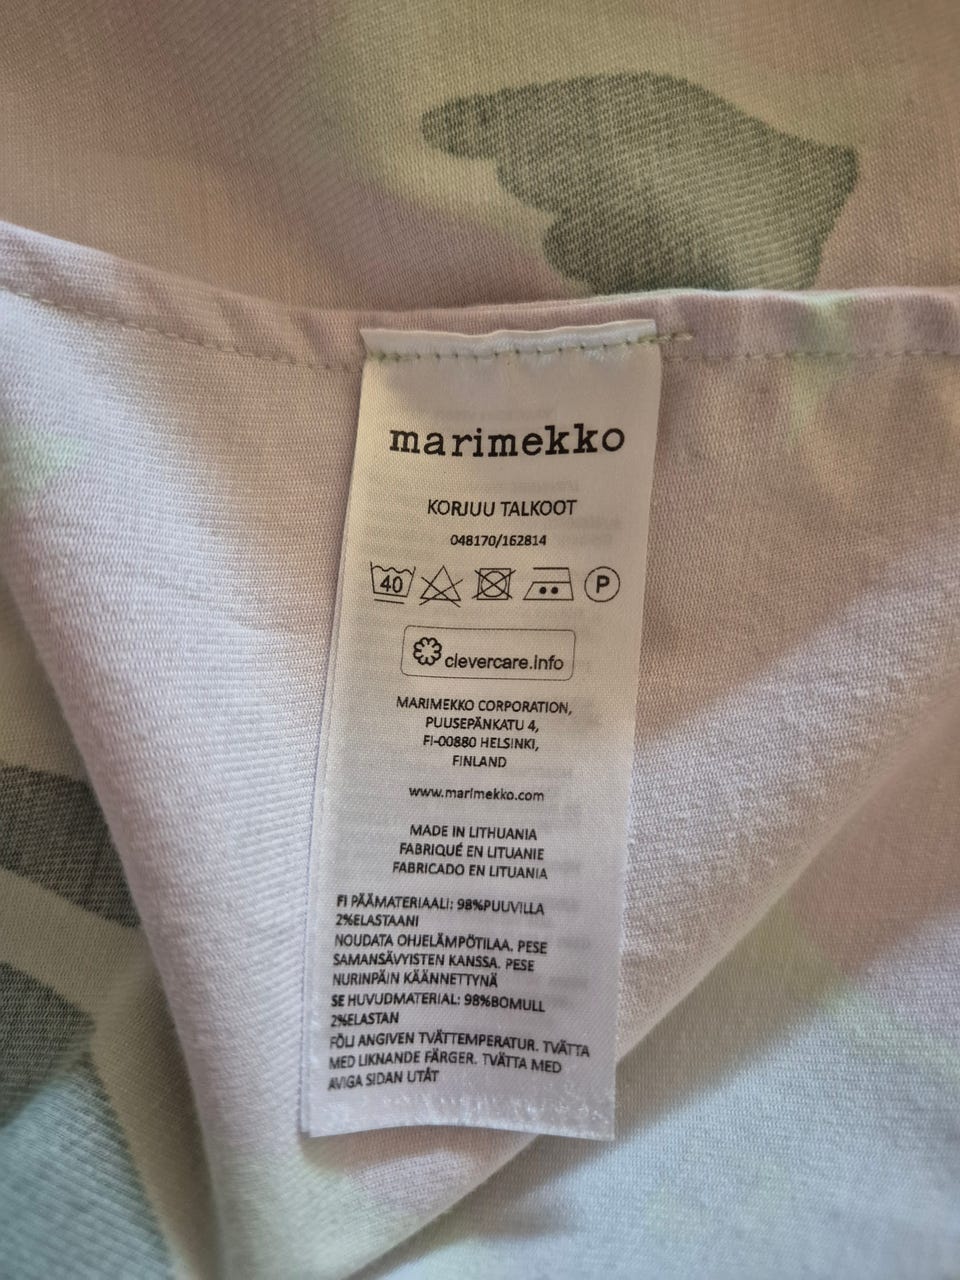 marimekko
KORJUU TALKOOT
048170/162814
40 P
clevercare.info
MARIMEKKO CORPORATION,
PUUSEPÄNKATU 4,
FI-00880 HELSINKI,
FINLAND
www.marimekko.com
MADE IN LITHUANIA
FABRIQUÉ EN LITUANIE
FABRICADO EN LITUANIA
FI PÄÄMATERIAALI: 98%PUUVILLA
2%ELASTAANI
NOUDATA OHJELÄMPÖTILAA. PESE
SAMANSÄVYISTEN KANSSA. PESE
NURINPÄIN KÄÄNNETTYNÄ
SE HUVUDMATERIAL: 98%BOMULL
2%ELASTAN
FÖLJ ANGIVEN TVÄTTEMPERATUR. TVÄTTA
MED LIKNANDE FÄRGER. TVÄTTA MED
AVIGA SIDAN UTÅT